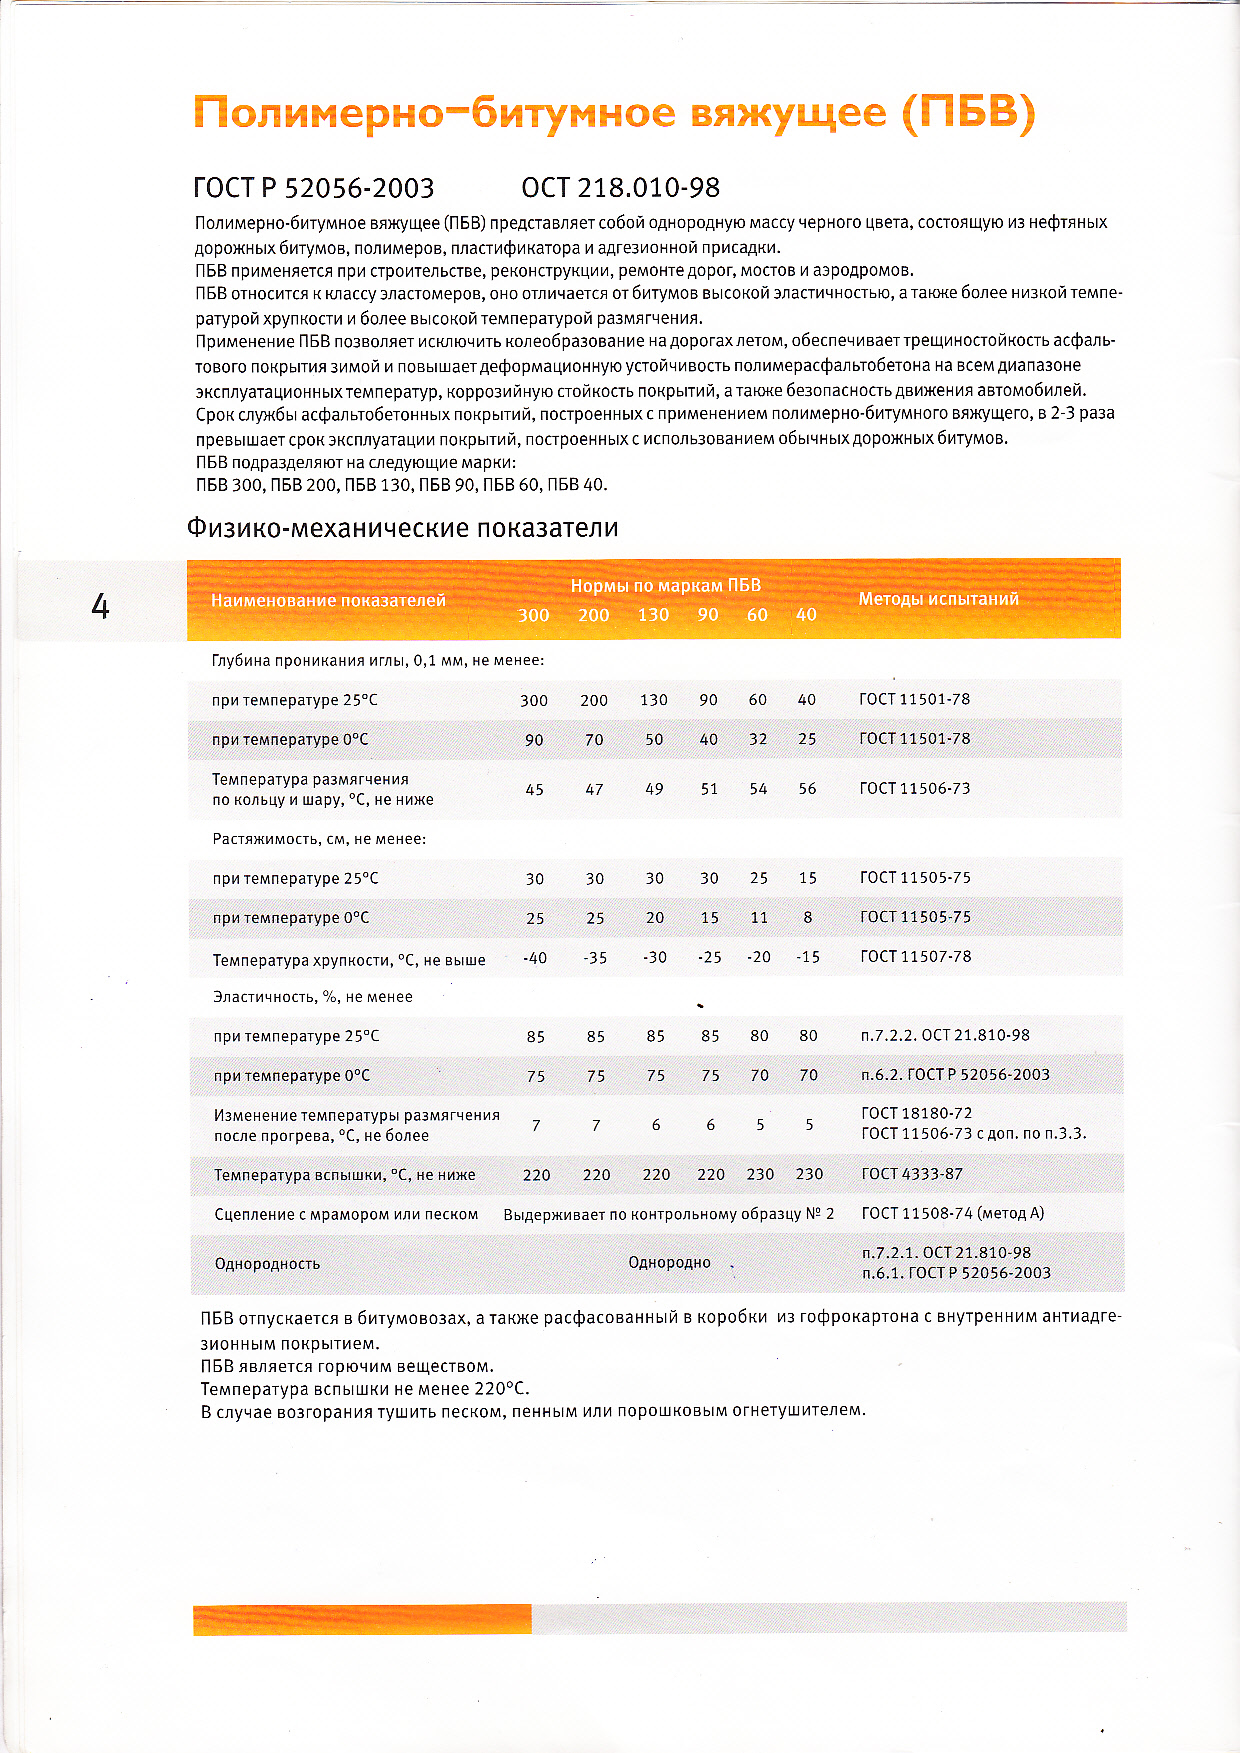 Полимерно-битумное вяжущее (ПБВ)
ГОСТ Р 52056-2003 ОСТ 218.010-98
Полимерно-битумное вяжущее (ПБВ) представляет собой однородную массу черного цвета, состоящую из нефтяных
дорожных битумов, полимеров, пластификатора и адгезионной присадки.
ПБВ применяется при строительстве, реконструкции, ремонте дорог, мостов и аэродромов.
ПБВ относится к классу эластомеров, оно отличается от битумов высокой эластичностью, а также более низкой темпе-
ратурой хрупкости и более высокой температурой размягчения.
Применение ПБВ позволяет исключить колеобразование на дорогах летом, обеспечивает трещиностойкость асфаль-
тового покрытия зимой и повышает деформационную устойчивость полимерасфальтобетона на всем диапазоне
эксплуатационных температур, коррозийную стойкость покрытий, а также безопасность движения автомобилей.
Срок службы асфальтобетонных покрытий, построенных с применением полимерно-битумного вяжущего, в 2-3 раза
превышает срок эксплуатации покрытий, построенных с использованием обычных дорожных битумов.
ПБВ подразделяют на следующие марки:
ПБВ 300, ПБВ 200, ПБВ 130, ПБВ 90, ПБВ 60, ПБВ 40.
Физико-механические показатели
4
Наименование показателей Нормы по маркам ПБВ Методы испытаний
300 200 130 90 60 40
Глубина проникания иглы, 0,1 мм, не менее:
при температуре 25°С 300 200 130 90 60 40 ГОСТ 11501-78
при температуре 0°С 90 70 50 40 32 25 ГОСТ 11501-78
Температура размягчения
по кольцу и шару, °С, не ниже 45 47 49 51 54 56 ГОСТ 11506-73
Растяжимость, см, не менее:
при температуре 25°С 30 30 30 30 25 15 ГОСТ 11505-75
при температуре 0°С 25 25 20 15 11 8 ГОСТ 11505-75
Температура хрупкости, °С, не выше -40 -35 -30 -25 -20 -15 ГОСТ 11507-78
Эластичность, %, не менее
при температуре 25°С 85 85 85 85 80 80 п.7.2.2. ОСТ 21.810-98
при температуре 0°С 75 75 75 75 70 70 п.6.2. ГОСТ Р 52056-2003
Изменение температуры размягчения ГОСТ 18180-72
после прогрева, °С, не более 7 7 6 6 5 5 ГОСТ 11506-73 с доп. по п.3.3.
Температура вспышки, °С, не ниже 220 220 220 220 230 230 ГОСТ 4333-87
Сцепление с мрамором или песком Выдерживает по контрольному образцу № 2 ГОСТ 11508-74 (метод А)
Однородность Однородно п.7.2.1. ОСТ 21.810-98
п.6.1. ГОСТ Р 52056-2003
ПБВ отпускается в битумовозах, а также расфасованный в коробки из гофрокартона с внутренним антиадге-
зионным покрытием.
ПБВ является горючим веществом.
Температура вспышки не менее 220°С.
В случае возгорания тушить песком, пенным или порошковым огнетушителем.